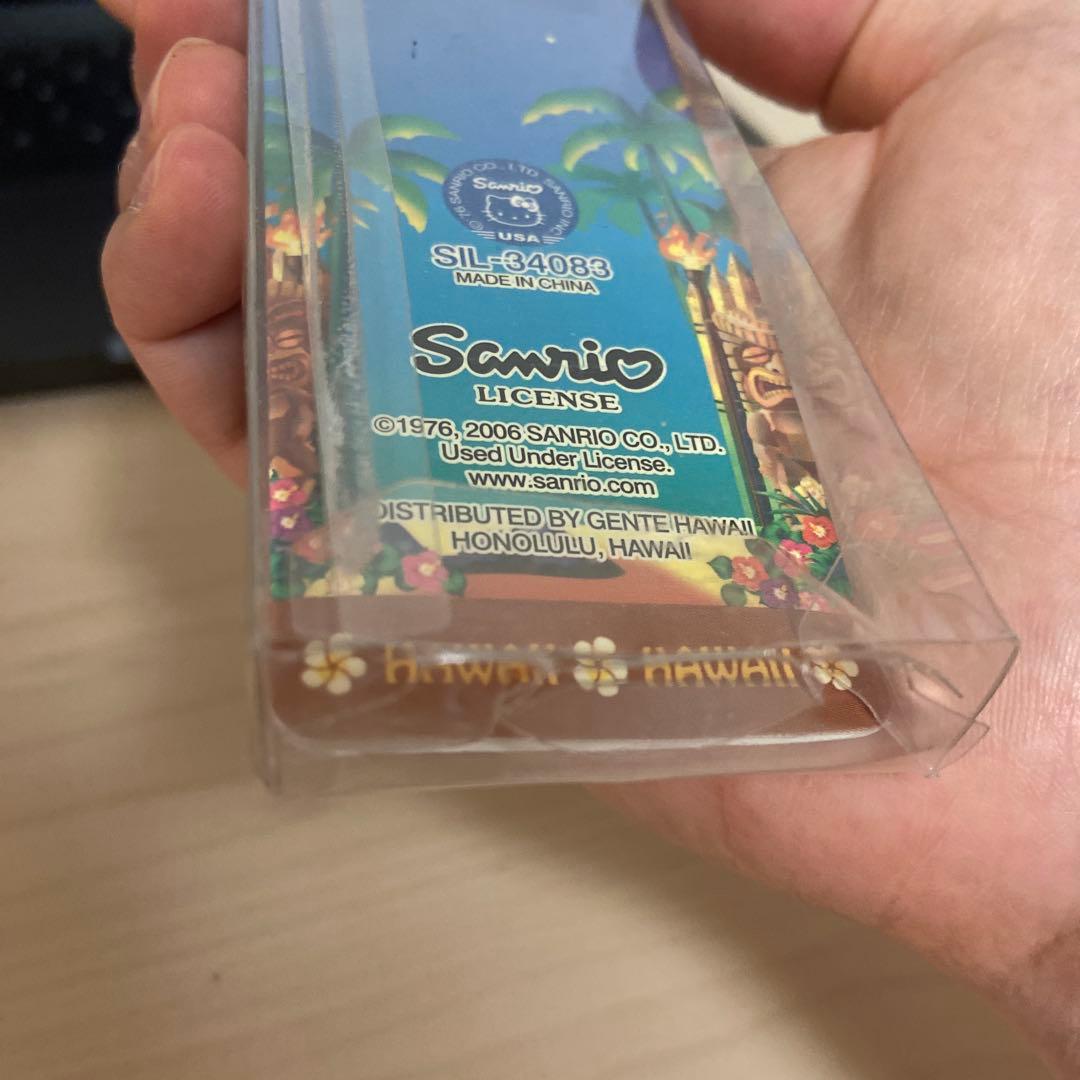 © '76 SANRIO CO., LTD. SANRIO INC.
Sanrio
USA
SIL-34083
MADE IN CHINA
Sanrio
LICENSE
©1976, 2006 SANRIO CO., LTD.
Used Under License.
www.sanrio.com
DISTRIBUTED BY GENTE HAWAII
HONOLULU, HAWAII
HAWAII HAWAII